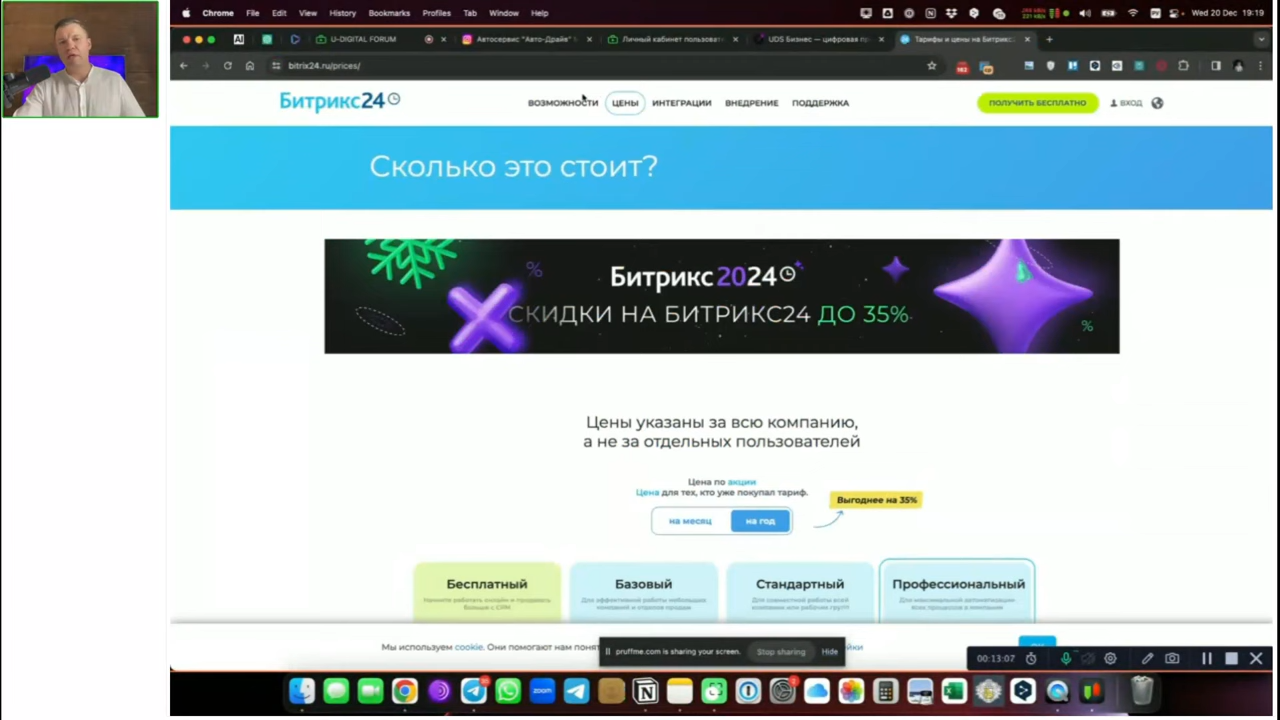 Chrome File Edit View History Bookmarks Profiles Tab Window Help
Wed 20 Dec 19:19
AI
U-DIGITAL FORUM
Автосервис "Авто-Драйв"
Личный кабинет пользоват
UDS Бизнес — цифровая пр
Тарифы и цены на Битрикс
bitrix24.ru/prices/
Битрикс24
ВОЗМОЖНОСТИ ЦЕНЫ ИНТЕГРАЦИИ ВНЕДРЕНИЕ ПОДДЕРЖКА
ПОЛУЧИТЬ БЕСПЛАТНО
ВХОД
Сколько это стоит?
Битрикс2024
СКИДКИ НА БИТРИКС24 ДО 35%
Цены указаны за всю компанию,
а не за отдельных пользователей
Цена по акции
Цена для тех, кто уже покупал тариф.
Выгоднее на 35%
на месяц на год
Бесплатный Базовый Стандартный Профессиональный
Мы используем cookie. Они помогают нам понят
pruffme.com is sharing your screen. Stop sharing Hide
00:13:07
zoom